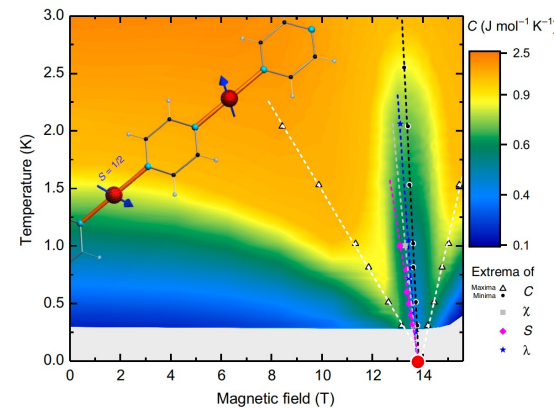 C (J mol⁻¹ K⁻¹)
3.0
2.5
2.0
1.5
1.0
0.5
0.0
Temperature (K)
S = 1/2
0 2 4 6 8 10 12 14
Magnetic field (T)
2.5
0.9
0.4
0.1
Extrema of
Maxima
Minima
C
χ
S
λ